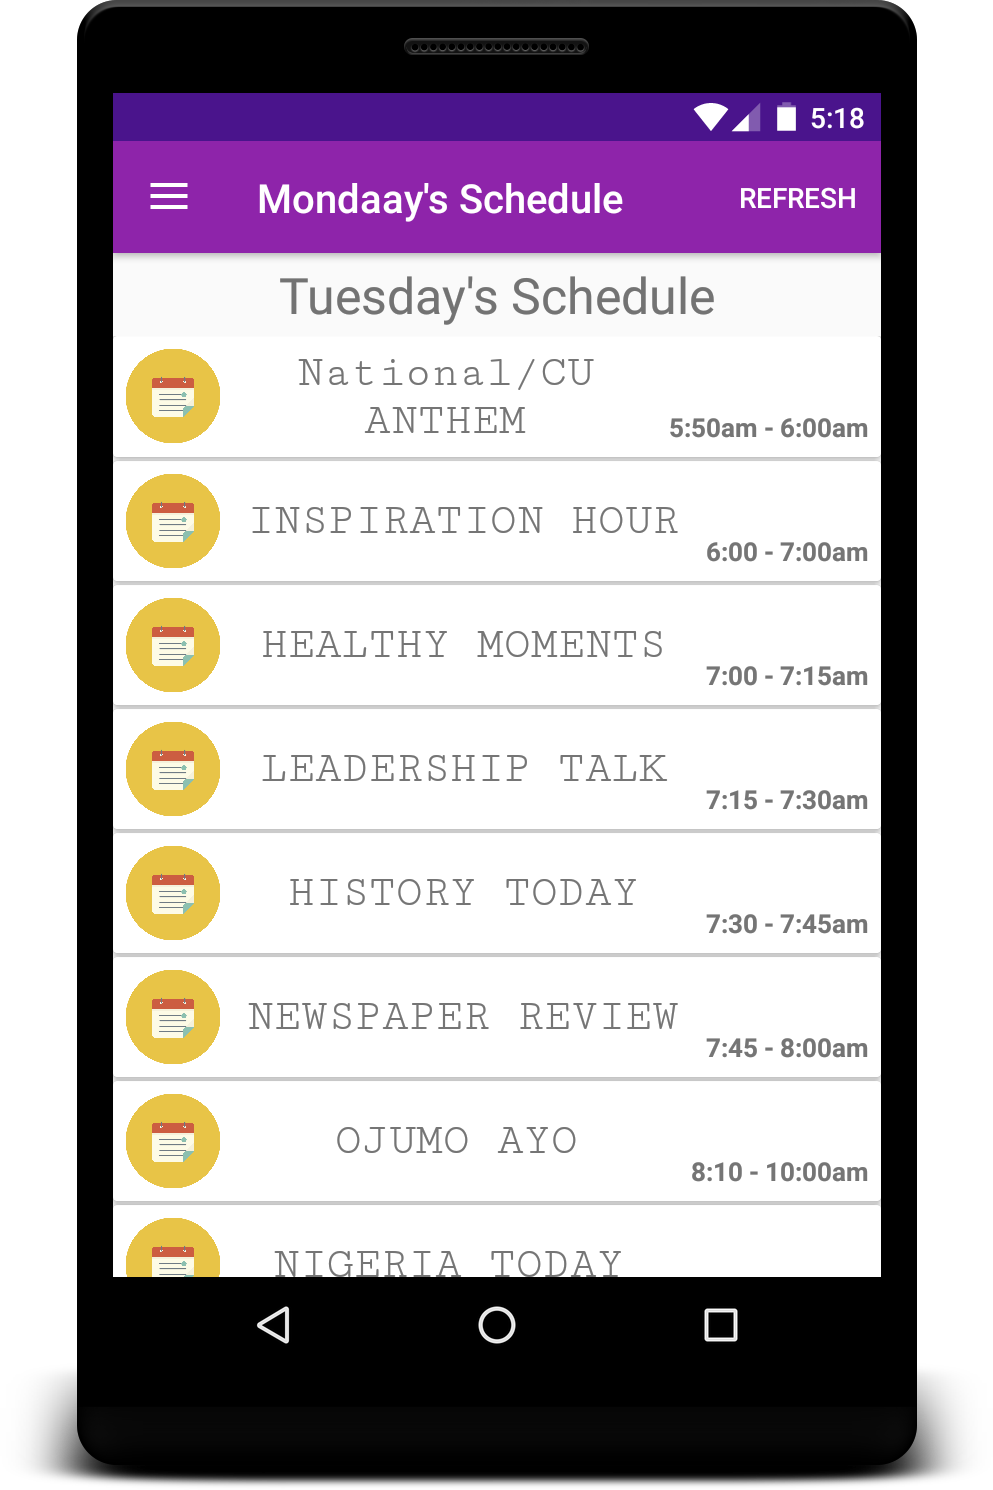 5:18
Mondaay's Schedule
REFRESH
Tuesday's Schedule
National/CU
ANTHEM
5:50am - 6:00am
INSPIRATION HOUR
6:00 - 7:00am
HEALTHY MOMENTS
7:00 - 7:15am
LEADERSHIP TALK
7:15 - 7:30am
HISTORY TODAY
7:30 - 7:45am
NEWSPAPER REVIEW
7:45 - 8:00am
OJUMO AYO
8:10 - 10:00am
NIGERIA TODAY